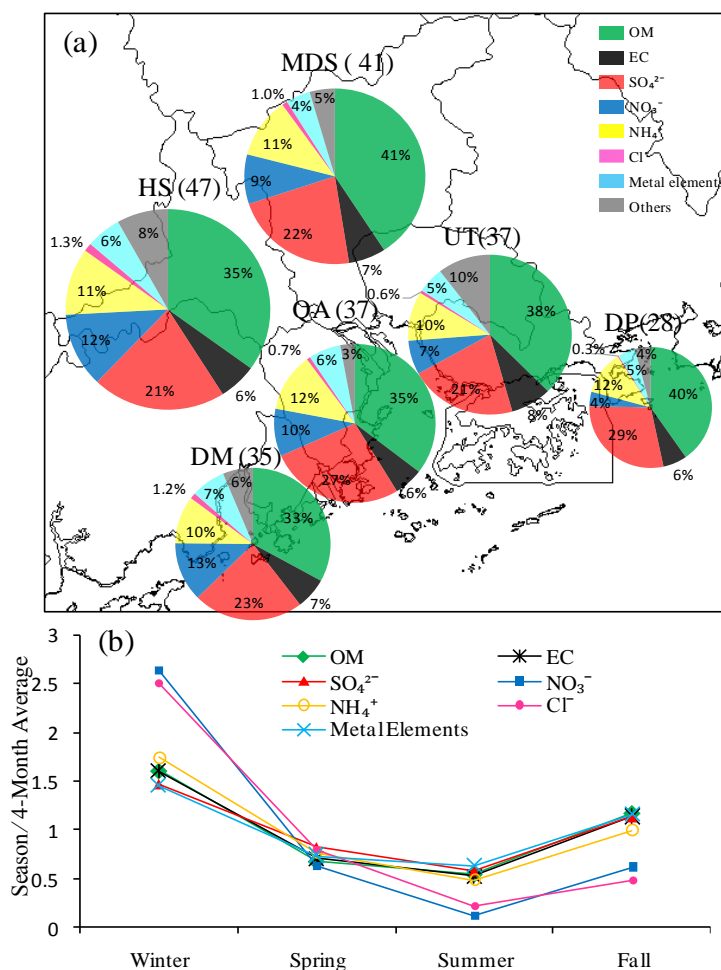 (a)
OM
EC
SO₄²⁻
NO₃⁻
NH₄⁺
Cl⁻
Metal elements
Others
MDS ( 41)
1.0%
4%
5%
11%
41%
9%
22%
7%
HS (47)
1.3%
6%
8%
11%
35%
12%
21%
6%
UT(37)
0.6%
5%
10%
10%
38%
7%
21%
8%
QA (37)
0.7%
6%
3%
12%
35%
10%
27%
6%
DP(28)
0.3%
5%
4%
12%
40%
4%
29%
6%
DM (35)
1.2%
7%
6%
10%
33%
13%
23%
7%
(b)
OM
EC
SO₄²⁻
NO₃⁻
NH₄⁺
Cl⁻
Metal Elements
Season/ 4-Month Average
3
2.5
2
1.5
1
0.5
0
Winter Spring Summer Fall